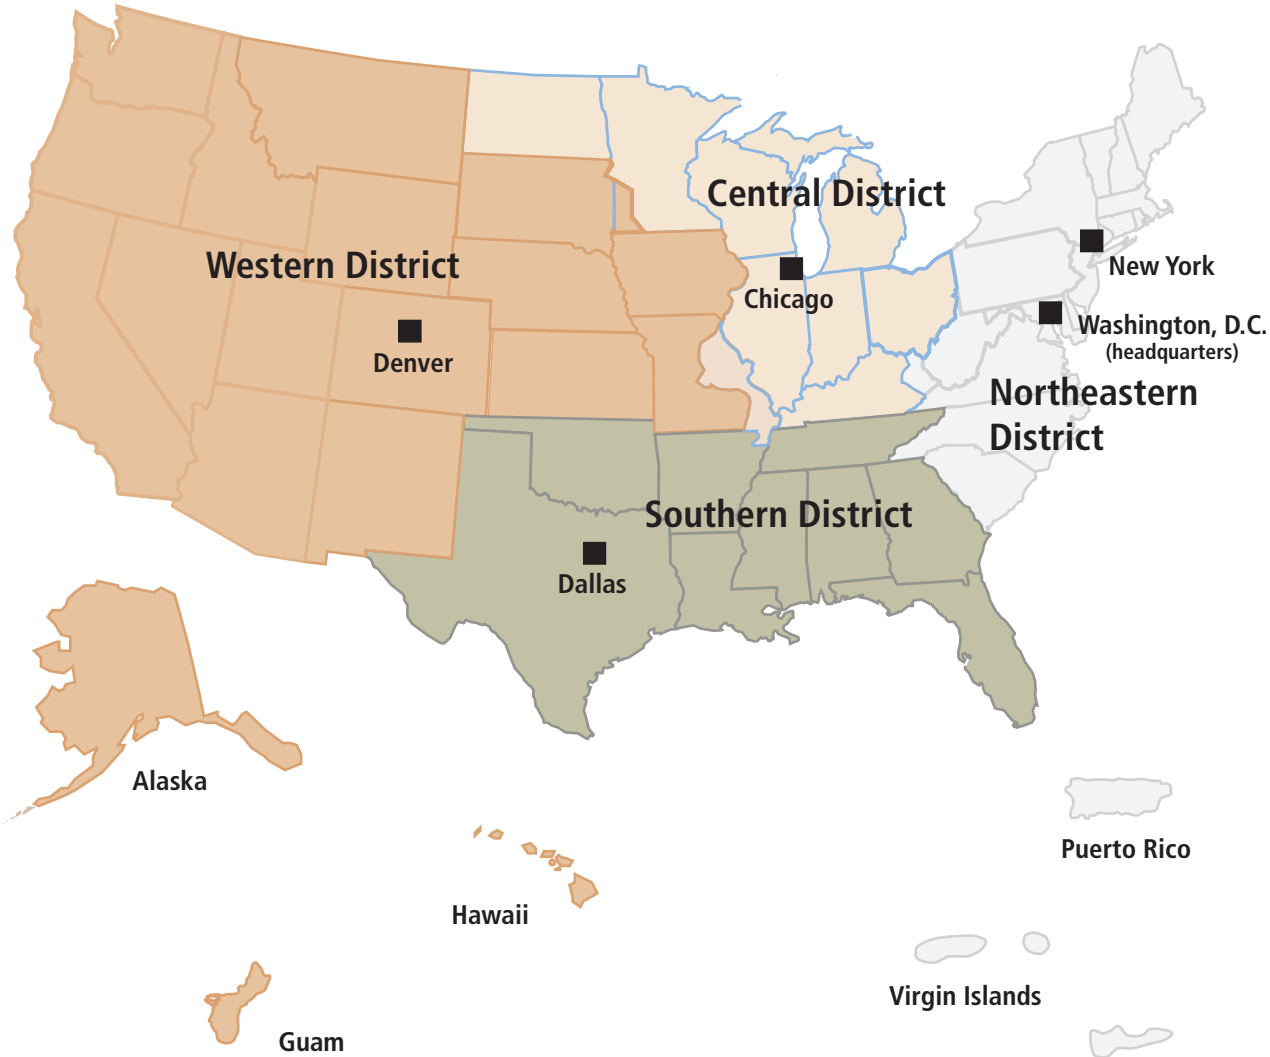 Central District
Western District
New York
Chicago
Washington, D.C.
(headquarters)
Denver
Northeastern
District
Southern District
Dallas
Alaska
Puerto Rico
Hawaii
Virgin Islands
Guam